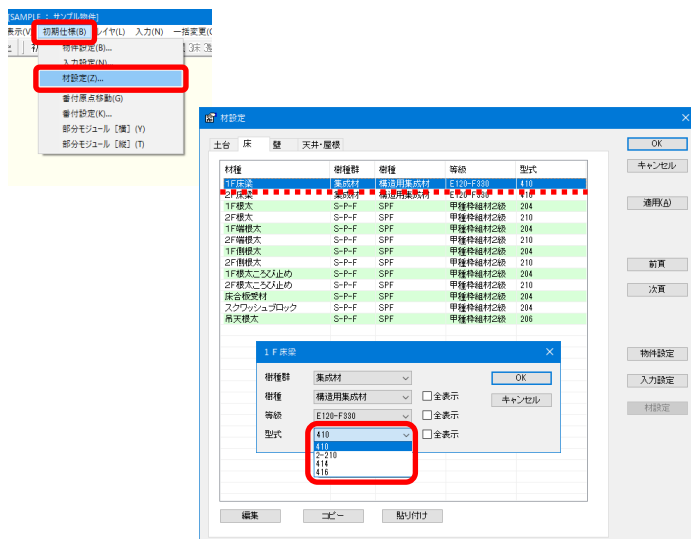 [SAMPLE : サンプル物件]
表示(V) 初期仕様(B) レイヤ(L) 入力(N) 一括変更(
物件設定(B)...
入力設定(N)...
材設定(Z)...
番付原点移動(G)
番付設定(K)...
部分モジュール [横] (Y)
部分モジュール [縦] (T)
材設定
土台 床 壁 天井・屋根
材種 樹種群 樹種 等級 型式
1F床梁 集成材 構造用集成材 E120-F330 410
2F床梁 集成材 構造用集成材 E120-F330 410
1F根太 S-P-F SPF 甲種枠組材2級 204
2F根太 S-P-F SPF 甲種枠組材2級 210
1F端根太 S-P-F SPF 甲種枠組材2級 204
2F端根太 S-P-F SPF 甲種枠組材2級 210
1F側根太 S-P-F SPF 甲種枠組材2級 204
2F側根太 S-P-F SPF 甲種枠組材2級 210
1F根太ころび止め S-P-F SPF 甲種枠組材2級 204
2F根太ころび止め S-P-F SPF 甲種枠組材2級 210
床合板受材 S-P-F SPF 甲種枠組材2級 204
スクワッシュブロック S-P-F SPF 甲種枠組材2級 204
吊天根太 S-P-F SPF 甲種枠組材2級 206
OK
キャンセル
適用(A)
前頁
次頁
物件設定
入力設定
材設定
1F床梁
樹種群 集成材 OK
樹種 構造用集成材 全表示 キャンセル
等級 E120-F330 全表示
型式 410 全表示
410
2-210
414
416
編集 コピー 貼り付け